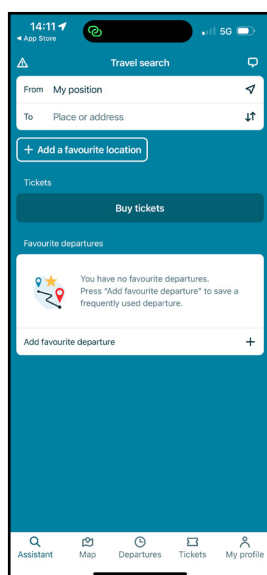 14:11
5G
◀ App Store
Travel search
From My position
To Place or address
+ Add a favourite location
Tickets
Buy tickets
Favourite departures
You have no favourite departures.
Press "Add favourite departure" to save a
frequently used departure.
Add favourite departure +
Assistant Map Departures Tickets My profile